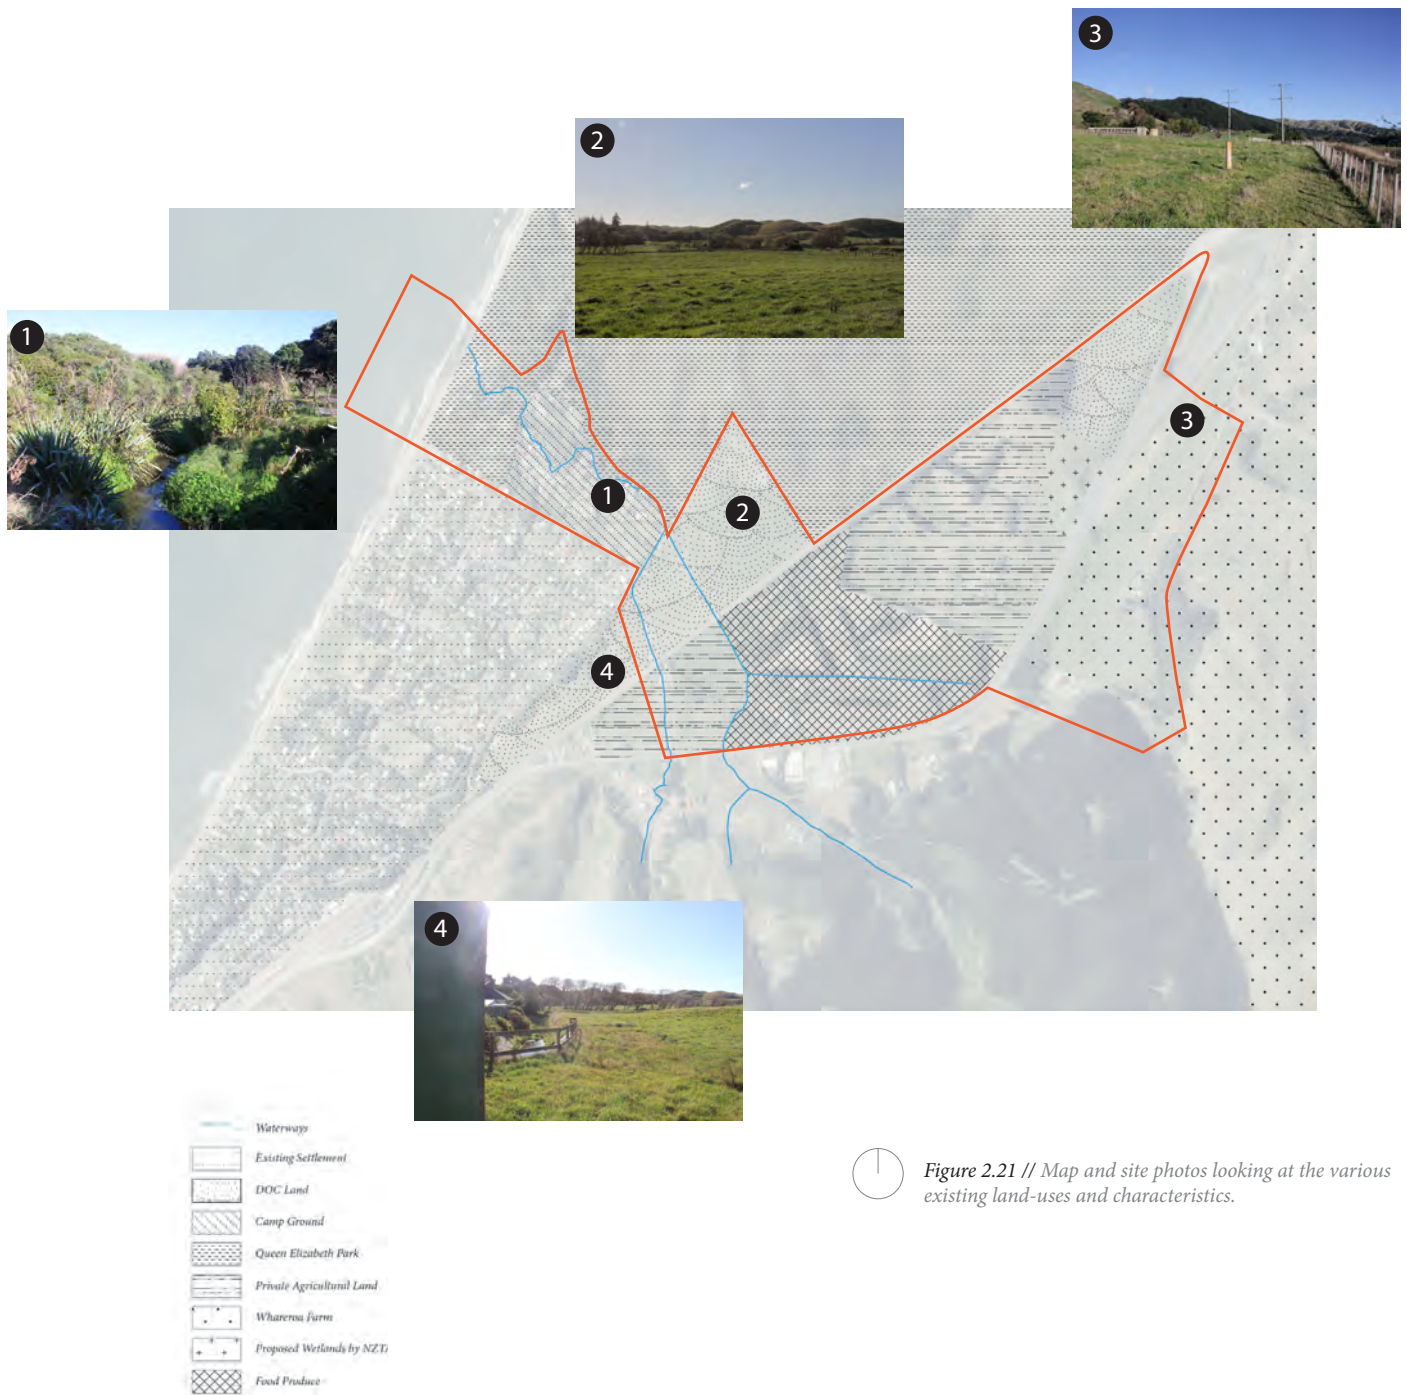 3
2
1
3
1
2
4
4
Waterways
Existing Settlement
DOC Land
Camp Ground
Queen Elizabeth Park
Private Agricultural Land
Wharema Farm
Proposed Wetlands by NZTA
Food Produce
Figure 2.21 // Map and site photos looking at the various
existing land-uses and characteristics.